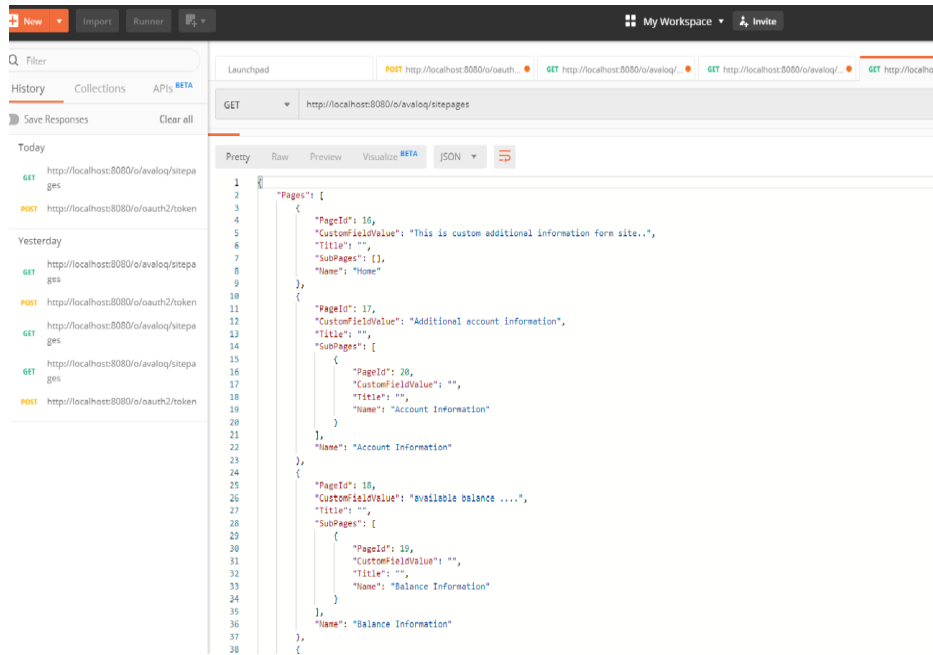 New Import Runner My Workspace Invite
Filter
History Collections APIs BETA
Save Responses Clear all
Today
GET http://localhost:8080/o/avaloq/sitepa
ges
POST http://localhost:8080/o/oauth2/token
Yesterday
GET http://localhost:8080/o/avaloq/sitepa
ges
POST http://localhost:8080/o/oauth2/token
GET http://localhost:8080/o/avaloq/sitepa
ges
GET http://localhost:8080/o/avaloq/sitepa
ges
POST http://localhost:8080/o/oauth2/token
Launchpad POST http://localhost:8080/o/oauth... GET http://localhost:8080/o/avaloq/... GET http://localhost:8080/o/avaloq/... GET http://localho
GET http://localhost:8080/o/avaloq/sitepages
Pretty Raw Preview Visualize BETA JSON
1 {
2 "Pages": [
3 {
4 "PageId": 16,
5 "CustomFieldValue": "This is custom additional information form site..",
6 "Title": "",
7 "SubPages": [],
8 "Name": "Home"
9 },
10 {
11 "PageId": 17,
12 "CustomFieldValue": "Additional account information",
13 "Title": "",
14 "SubPages": [
15 {
16 "PageId": 20,
17 "CustomFieldValue": "",
18 "Title": "",
19 "Name": "Account Information"
20 }
21 ],
22 "Name": "Account Information"
23 },
24 {
25 "PageId": 18,
26 "CustomFieldValue": "available balance ....",
27 "Title": "",
28 "SubPages": [
29 {
30 "PageId": 19,
31 "CustomFieldValue": "",
32 "Title": "",
33 "Name": "Balance Information"
34 }
35 ],
36 "Name": "Balance Information"
37 },
38 {